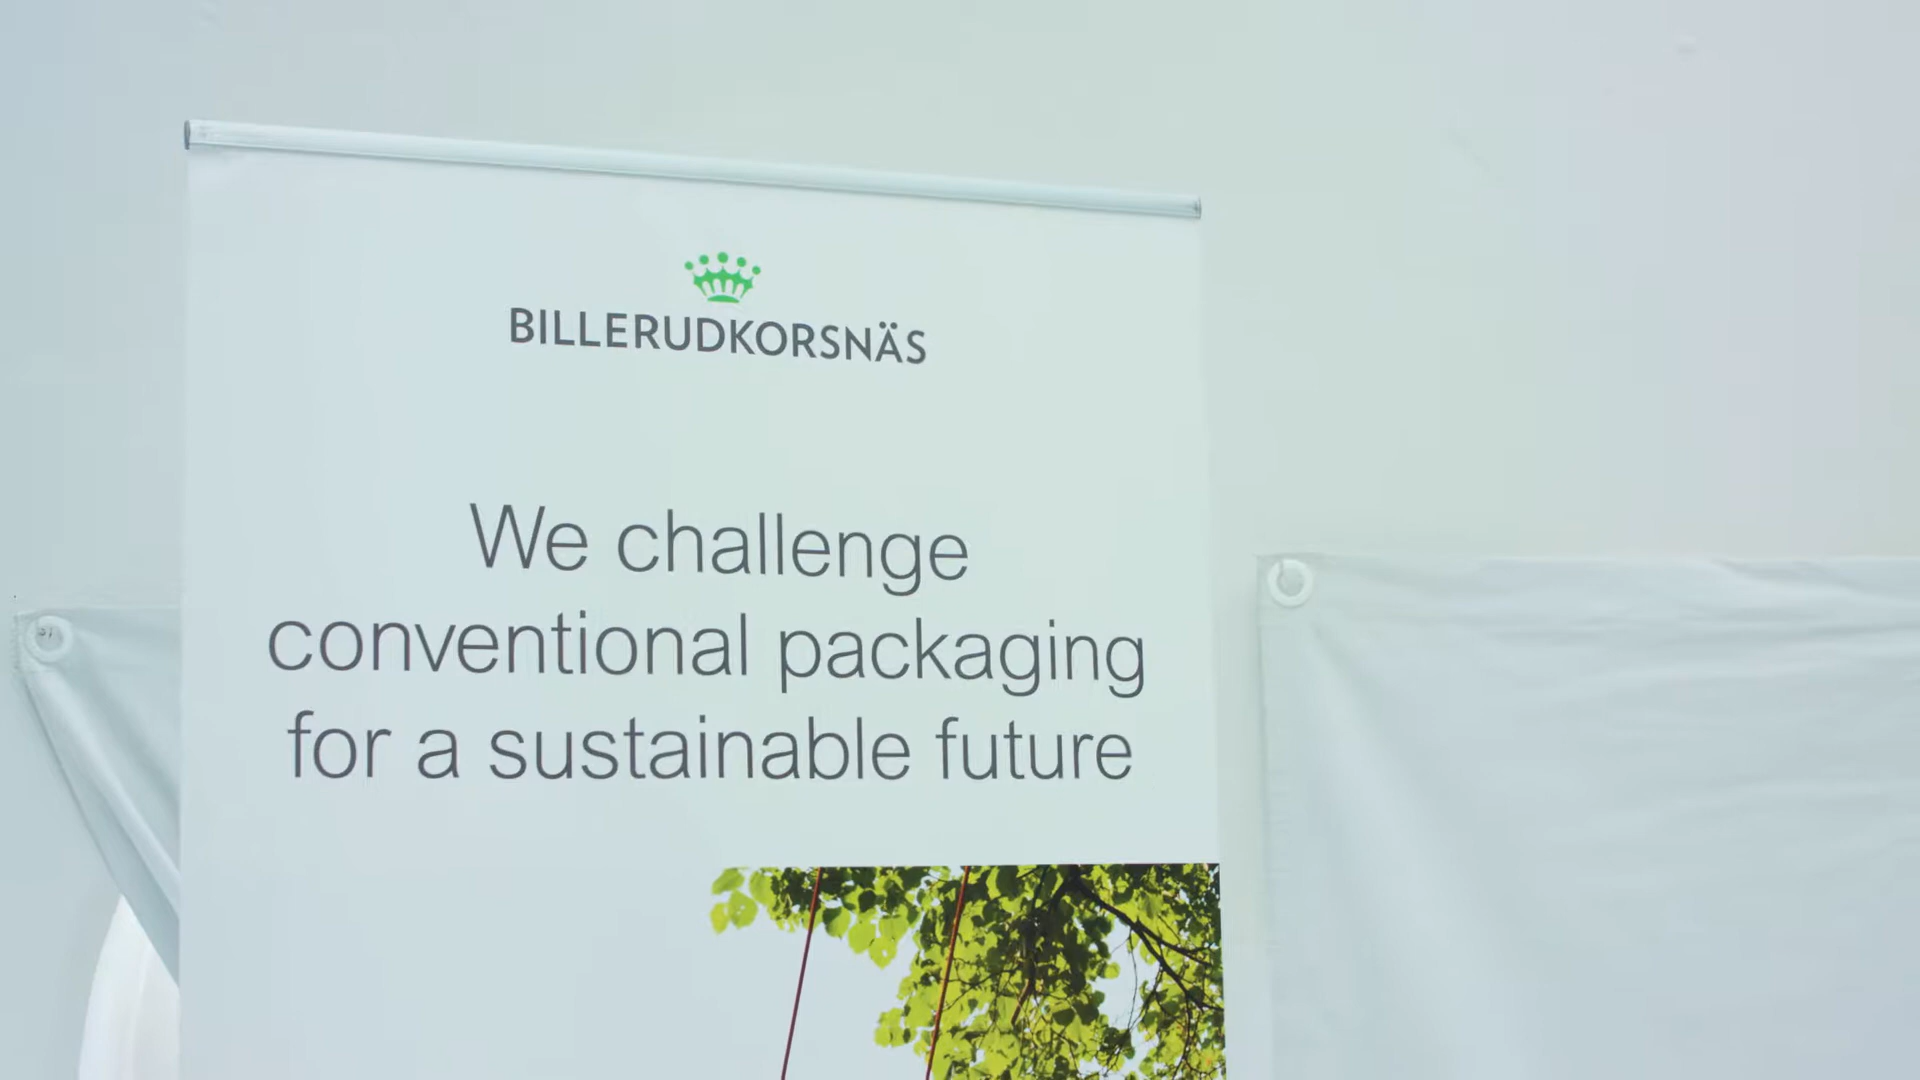 BILLERUDKORSNÄS
We challenge
conventional packaging
for a sustainable future